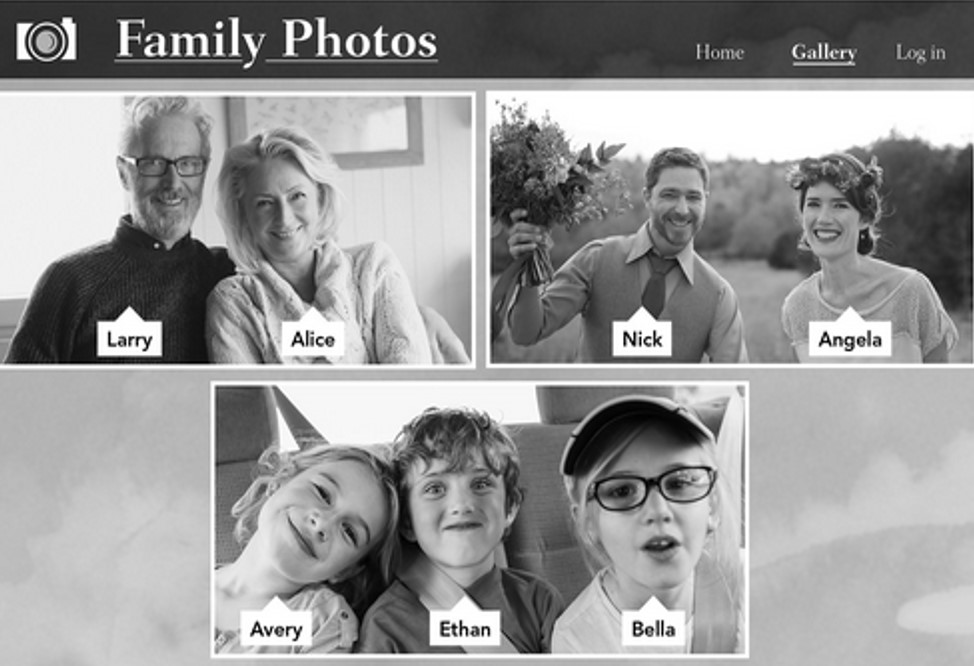 Family Photos
Home Gallery Log in
Larry Alice
Nick Angela
Avery Ethan Bella